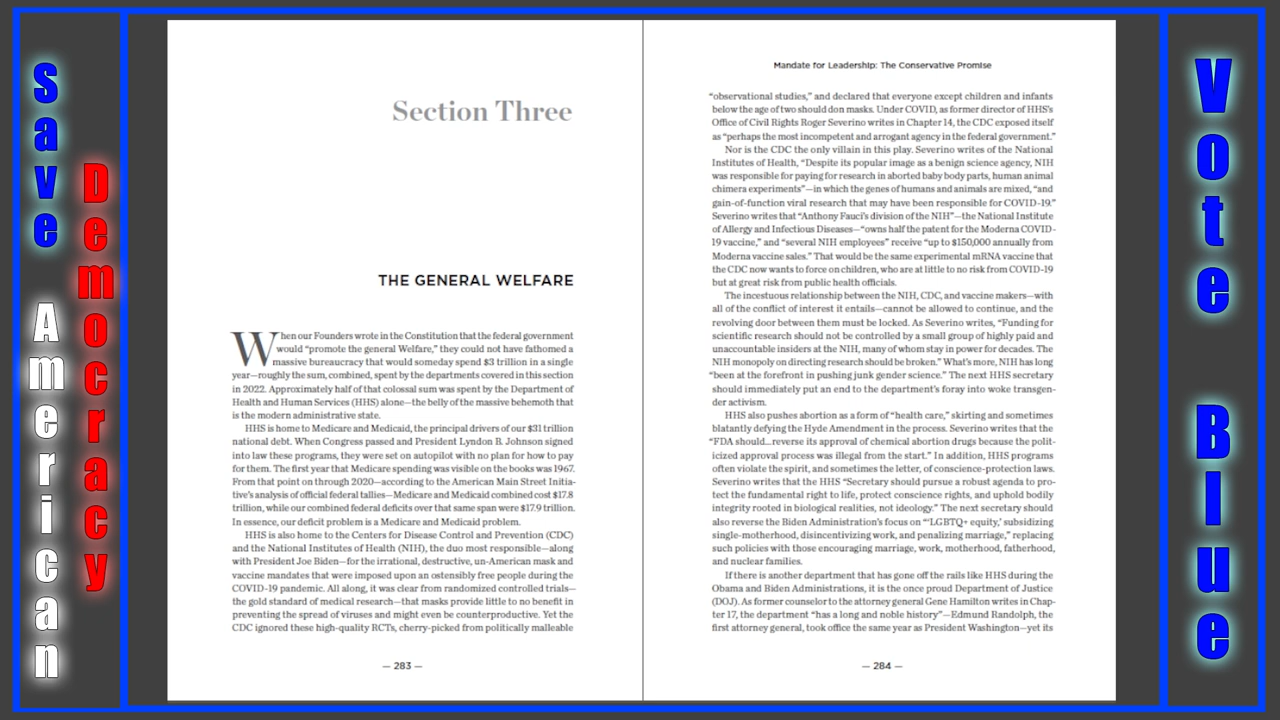 Save
American
Democracy
Section Three
THE GENERAL WELFARE
When our Founders wrote in the Constitution that the federal government
would “promote the general Welfare,” they could not have fathomed a
massive bureaucracy that would someday spend $3 trillion in a single
year—roughly the sum, combined, spent by the departments covered in this section
in 2022. Approximately half of that colossal sum was spent by the Department of
Health and Human Services (HHS) alone—the belly of the massive behemoth that
is the modern administrative state.
HHS is home to Medicare and Medicaid, the principal drivers of our $31 trillion
national debt. When Congress passed and President Lyndon B. Johnson signed
into law these programs, they were set on autopilot with no plan for how to pay
for them. The first year that Medicare spending was visible on the books was 1967.
From that point on through 2020—according to the American Main Street Initia-
tive’s analysis of official federal tallies—Medicare and Medicaid combined cost $17.8
trillion, while our combined federal deficits over that same span were $17.9 trillion.
In essence, our deficit problem is a Medicare and Medicaid problem.
HHS is also home to the Centers for Disease Control and Prevention (CDC)
and the National Institutes of Health (NIH), the duo most responsible—along
with President Joe Biden—for the irrational, destructive, un-American mask and
vaccine mandates that were imposed upon an ostensibly free people during the
COVID-19 pandemic. All along, it was clear from randomized controlled trials—
the gold standard of medical research—that masks provide little to no benefit in
preventing the spread of viruses and might even be counterproductive. Yet the
CDC ignored these high-quality RCTs, cherry-picked from politically malleable
— 283 —
Mandate for Leadership: The Conservative Promise
“observational studies,” and declared that everyone except children and infants
below the age of two should don masks. Under COVID, as former director of HHS’s
Office of Civil Rights Roger Severino writes in Chapter 14, the CDC exposed itself
as “perhaps the most incompetent and arrogant agency in the federal government.”
Nor is the CDC the only villain in this play. Severino writes of the National
Institutes of Health, “Despite its popular image as a benign science agency, NIH
was responsible for paying for research in aborted baby body parts, human animal
chimera experiments”—in which the genes of humans and animals are mixed, “and
gain-of-function viral research that may have been responsible for COVID-19.”
Severino writes that “Anthony Fauci’s division of the NIH”—the National Institute
of Allergy and Infectious Diseases—“owns half the patent for the Moderna COVID-
19 vaccine,” and “several NIH employees” receive “up to $150,000 annually from
Moderna vaccine sales.” That would be the same experimental mRNA vaccine that
the CDC now wants to force on children, who are at little to no risk from COVID-19
but at great risk from public health officials.
The incestuous relationship between the NIH, CDC, and vaccine makers—with
all of the conflict of interest it entails—cannot be allowed to continue, and the
revolving door between them must be locked. As Severino writes, “Funding for
scientific research should not be controlled by a small group of highly paid and
unaccountable insiders at the NIH, many of whom stay in power for decades. The
NIH monopoly on directing research should be broken.” What’s more, NIH has long
“been at the forefront in pushing junk gender science.” The next HHS secretary
should immediately put an end to the department’s foray into woke transgen-
der activism.
HHS also pushes abortion as a form of “health care,” skirting and sometimes
blatantly defying the Hyde Amendment in the process. Severino writes that the
“FDA should...reverse its approval of chemical abortion drugs because the polit-
icized approval process was illegal from the start.” In addition, HHS programs
often violate the spirit, and sometimes the letter, of conscience-protection laws.
Severino writes that the HHS “Secretary should pursue a robust agenda to pro-
tect the fundamental right to life, protect conscience rights, and uphold bodily
integrity rooted in biological realities, not ideology.” The next secretary should
also reverse the Biden Administration’s focus on “‘LGBTQ+ equity,’ subsidizing
single-motherhood, disincentivizing work, and penalizing marriage,” replacing
such policies with those encouraging marriage, work, motherhood, fatherhood,
and nuclear families.
If there is another department that has gone off the rails like HHS during the
Obama and Biden Administrations, it is the once proud Department of Justice
(DOJ). As former counselor to the attorney general Gene Hamilton writes in Chap-
ter 17, the department “has a long and noble history”—Edmund Randolph, the
first attorney general, took office the same year as President Washington—yet its
— 284 —
Vote Blue